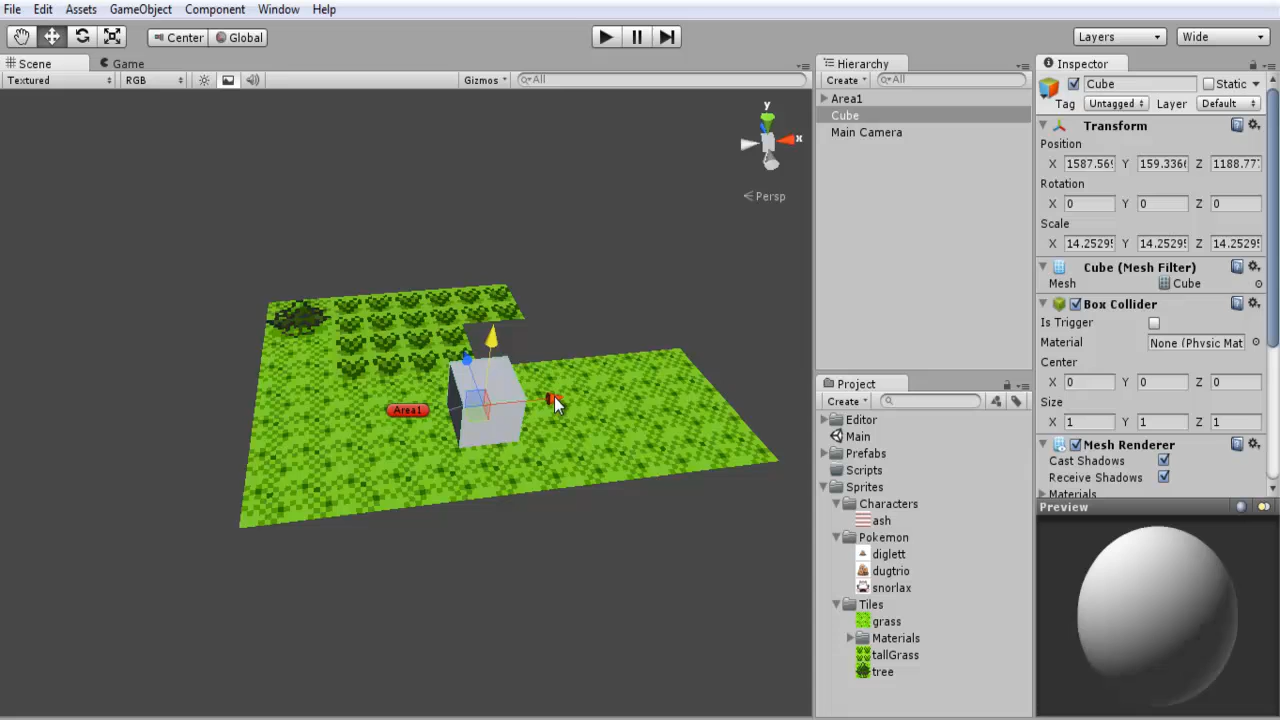 File Edit Assets GameObject Component Window Help
Center Global Layers Wide
Scene Game
Textured RGB Gizmos All
y
x
Persp
Area1
Hierarchy
Create All
Area1
Cube
Main Camera
Project
Create
Editor
Main
Prefabs
Scripts
Sprites
Characters
ash
Pokemon
diglett
dugtrio
snorlax
Tiles
grass
Materials
tallGrass
tree
Inspector
Cube Static
Tag Untagged Layer Default
Transform
Position
X 1587.56 Y 159.336 Z 1188.77
Rotation
X 0 Y 0 Z 0
Scale
X 14.2529 Y 14.2529 Z 14.2529
Cube (Mesh Filter)
Mesh Cube
Box Collider
Is Trigger
Material None (Physic Mat
Center
X 0 Y 0 Z 0
Size
X 1 Y 1 Z 1
Mesh Renderer
Cast Shadows
Receive Shadows
Materials
Preview